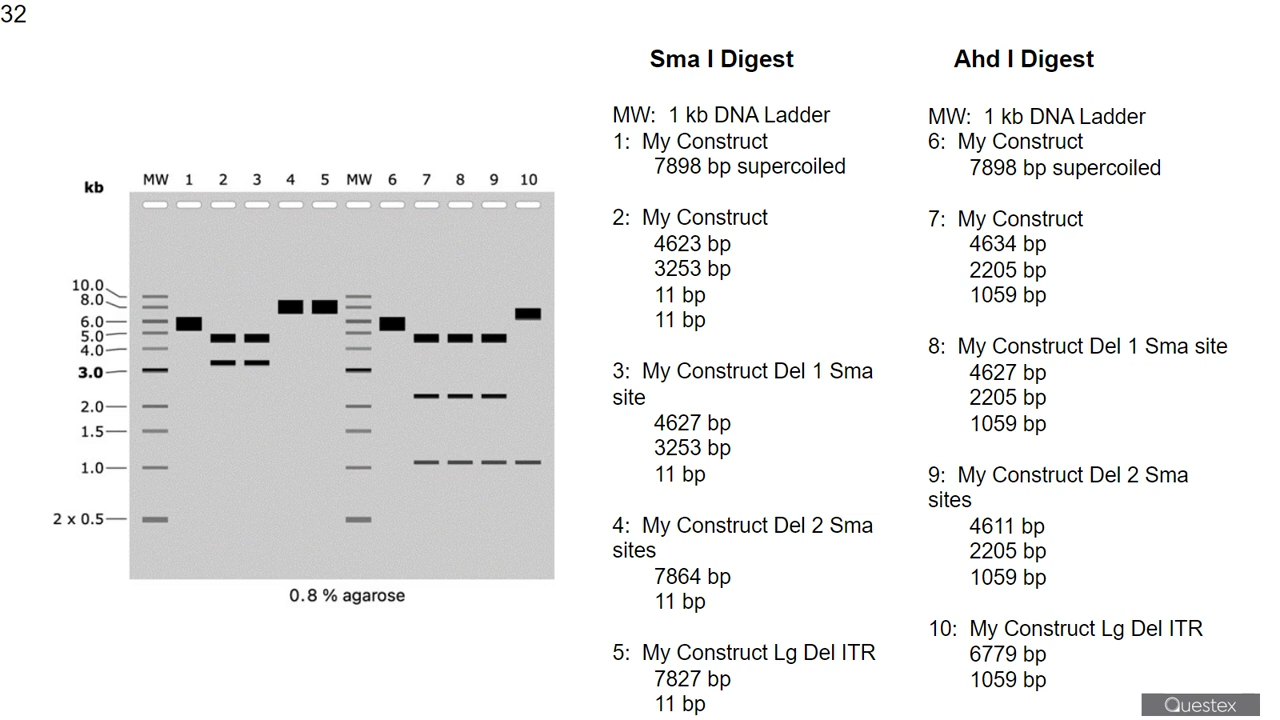 32
Sma I Digest
MW: 1 kb DNA Ladder
1: My Construct
7898 bp supercoiled
2: My Construct
4623 bp
3253 bp
11 bp
11 bp
3: My Construct Del 1 Sma
site
4627 bp
3253 bp
11 bp
4: My Construct Del 2 Sma
sites
7864 bp
11 bp
5: My Construct Lg Del ITR
7827 bp
11 bp
Ahd I Digest
MW: 1 kb DNA Ladder
6: My Construct
7898 bp supercoiled
7: My Construct
4634 bp
2205 bp
1059 bp
8: My Construct Del 1 Sma site
4627 bp
2205 bp
1059 bp
9: My Construct Del 2 Sma
sites
4611 bp
2205 bp
1059 bp
10: My Construct Lg Del ITR
6779 bp
1059 bp
kb MW 1 2 3 4 5 MW 6 7 8 9 10
10.0
8.0
6.0
5.0
4.0
3.0
2.0
1.5
1.0
2 x 0.5
0.8 % agarose
Questex